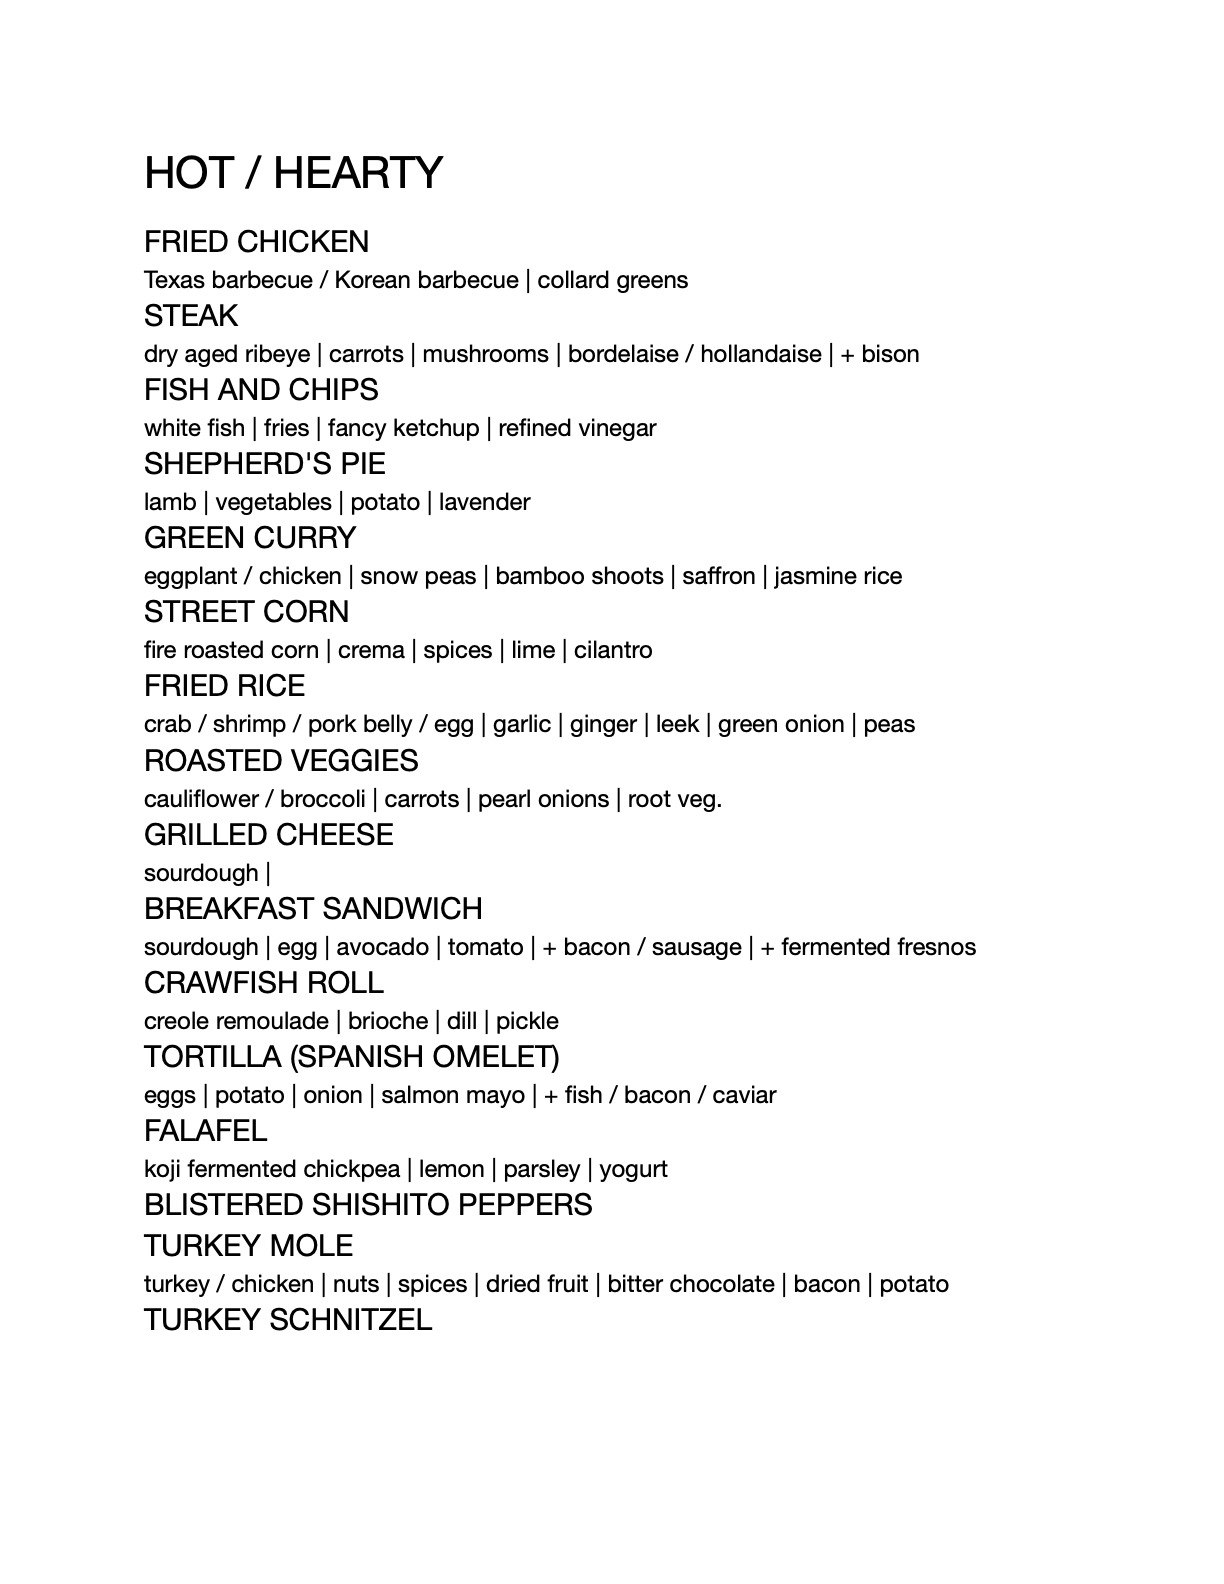 HOT / HEARTY
FRIED CHICKEN
Texas barbecue / Korean barbecue | collard greens
STEAK
dry aged ribeye | carrots | mushrooms | bordelaise / hollandaise | + bison
FISH AND CHIPS
white fish | fries | fancy ketchup | refined vinegar
SHEPHERD'S PIE
lamb | vegetables | potato | lavender
GREEN CURRY
eggplant / chicken | snow peas | bamboo shoots | saffron | jasmine rice
STREET CORN
fire roasted corn | crema | spices | lime | cilantro
FRIED RICE
crab / shrimp / pork belly / egg | garlic | ginger | leek | green onion | peas
ROASTED VEGGIES
cauliflower / broccoli | carrots | pearl onions | root veg.
GRILLED CHEESE
sourdough |
BREAKFAST SANDWICH
sourdough | egg | avocado | tomato | + bacon / sausage | + fermented fresnos
CRAWFISH ROLL
creole remoulade | brioche | dill | pickle
TORTILLA (SPANISH OMELET)
eggs | potato | onion | salmon mayo | + fish / bacon / caviar
FALAFEL
koji fermented chickpea | lemon | parsley | yogurt
BLISTERED SHISHITO PEPPERS
TURKEY MOLE
turkey / chicken | nuts | spices | dried fruit | bitter chocolate | bacon | potato
TURKEY SCHNITZEL